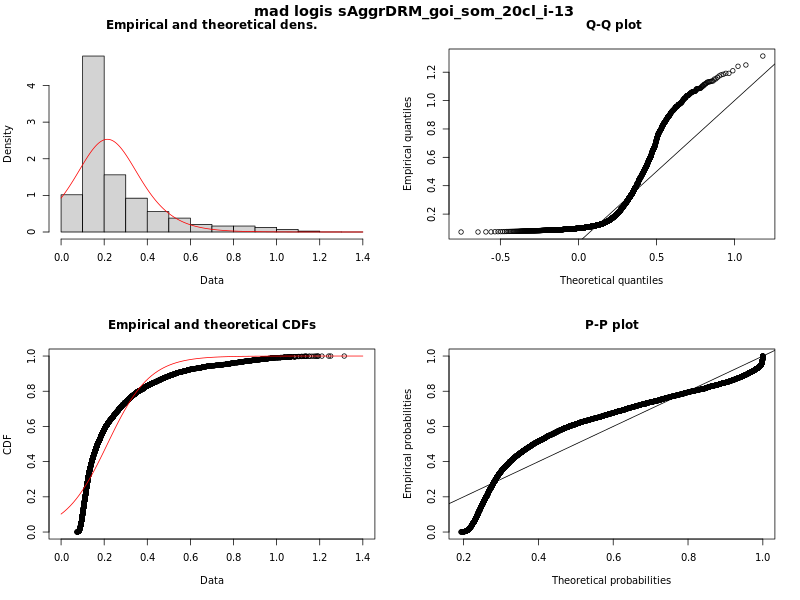 mad logis sAggrDRM_goi_som_20cl_i-13
Empirical and theoretical dens.
Density
0 1 2 3 4
0.0 0.2 0.4 0.6 0.8 1.0 1.2 1.4
Data
Q-Q plot
Empirical quantiles
0.2 0.4 0.6 0.8 1.0 1.2
-0.5 0.0 0.5 1.0
Theoretical quantiles
Empirical and theoretical CDFs
CDF
0.0 0.2 0.4 0.6 0.8 1.0
0.0 0.2 0.4 0.6 0.8 1.0 1.2 1.4
Data
P-P plot
Empirical probabilities
0.0 0.2 0.4 0.6 0.8 1.0
0.2 0.4 0.6 0.8 1.0
Theoretical probabilities